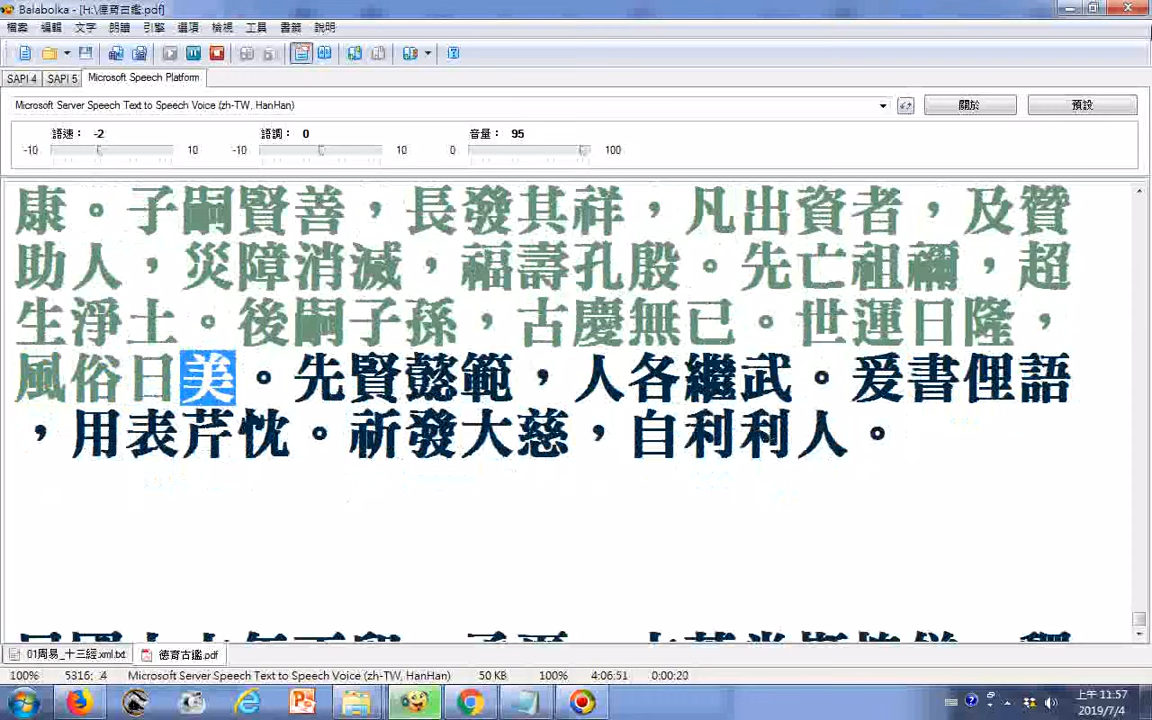 Balabolka - [H:\德育古鑑.pdf]
檔案 編輯 文字 朗讀 引擎 選項 檢視 工具 書籤 說明
SAPI 4 SAPI 5 Microsoft Speech Platform
Microsoft Server Speech Text to Speech Voice (zh-TW, HanHan) 關於 預設
語速： -2 語調： 0 音量： 95
-10 10 -10 10 0 100
康。子嗣賢善，長發其祥，凡出資者，及贊
助人，災障消滅，福壽孔殷。先亡祖禰，超
生淨土。後嗣子孫，古慶無已。世運日隆，
風俗日美。先賢懿範，人各繼武。爰書俚語
，用表芹忱。祈發大慈，自利利人。
01周易_十三經.xml.txt 德育古鑑.pdf
100% 5316: 4 Microsoft Server Speech Text to Speech Voice (zh-TW, HanHan) 50 KB 100% 4:06:51 0:00:20
上午 11:57
2019/7/4